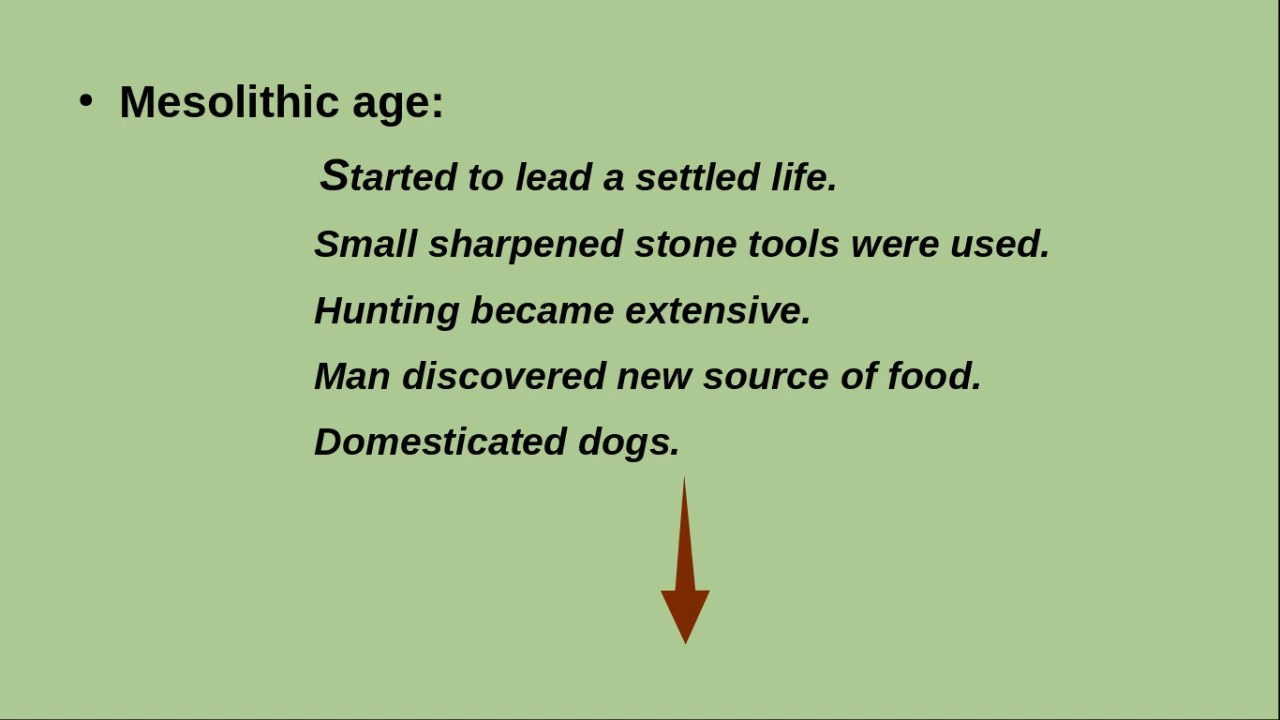 • Mesolithic age:
Started to lead a settled life.
Small sharpened stone tools were used.
Hunting became extensive.
Man discovered new source of food.
Domesticated dogs.